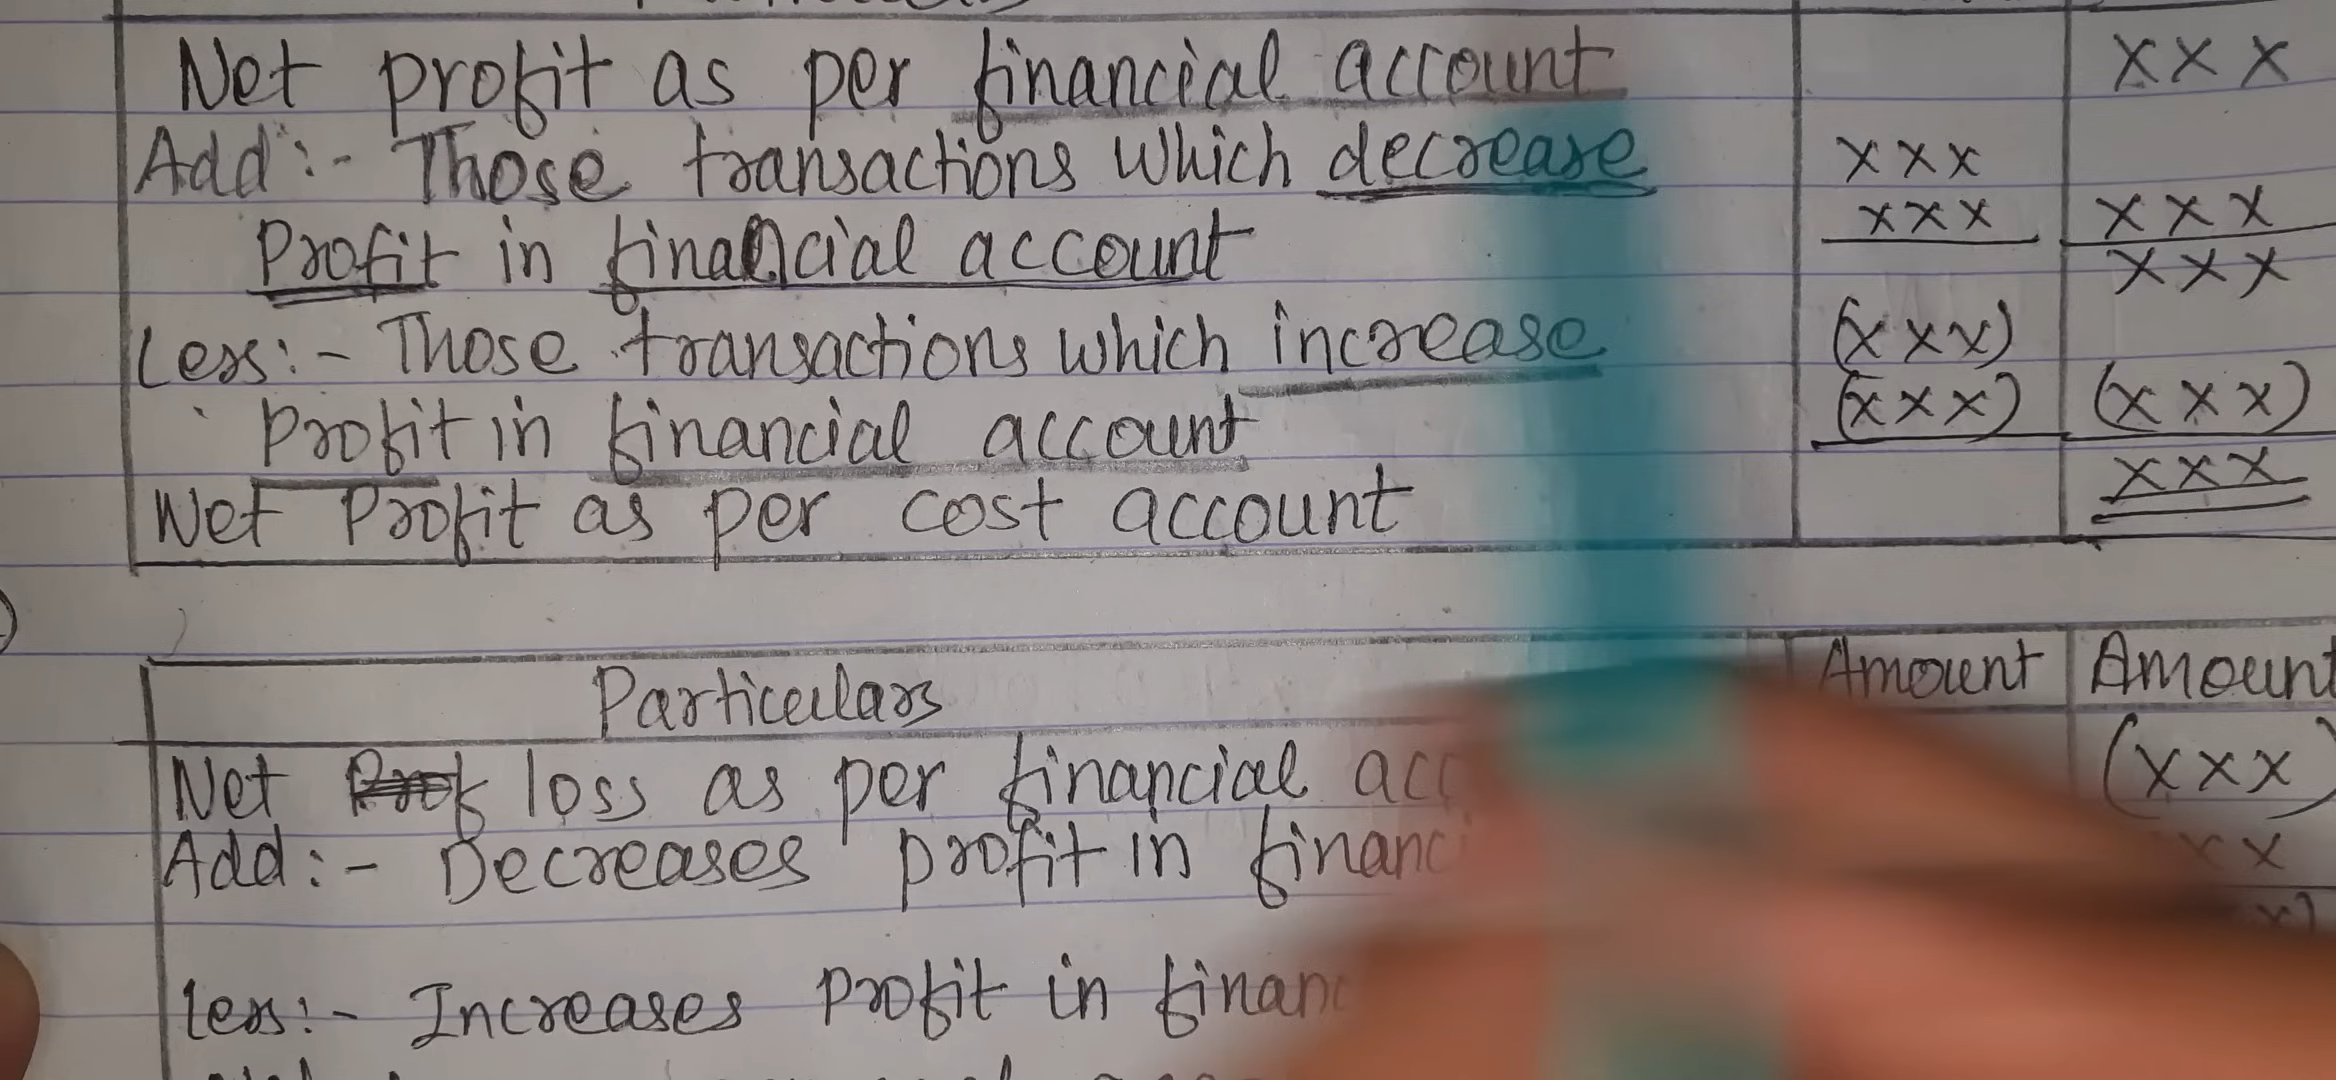 Net profit as per financial account XXX
Add:- Those transactions which decrease XXX
XXX XXX
Profit in financial account XXX
Less:- Those transactions which increase (XXX)
(XXX) (XXX)
Profit in financial account
XXX
Net Profit as per cost account
Particulars Amount Amount
Net loss as per financial (XXX)
Add:- Decreases profit in
Less:- Increases Profit in